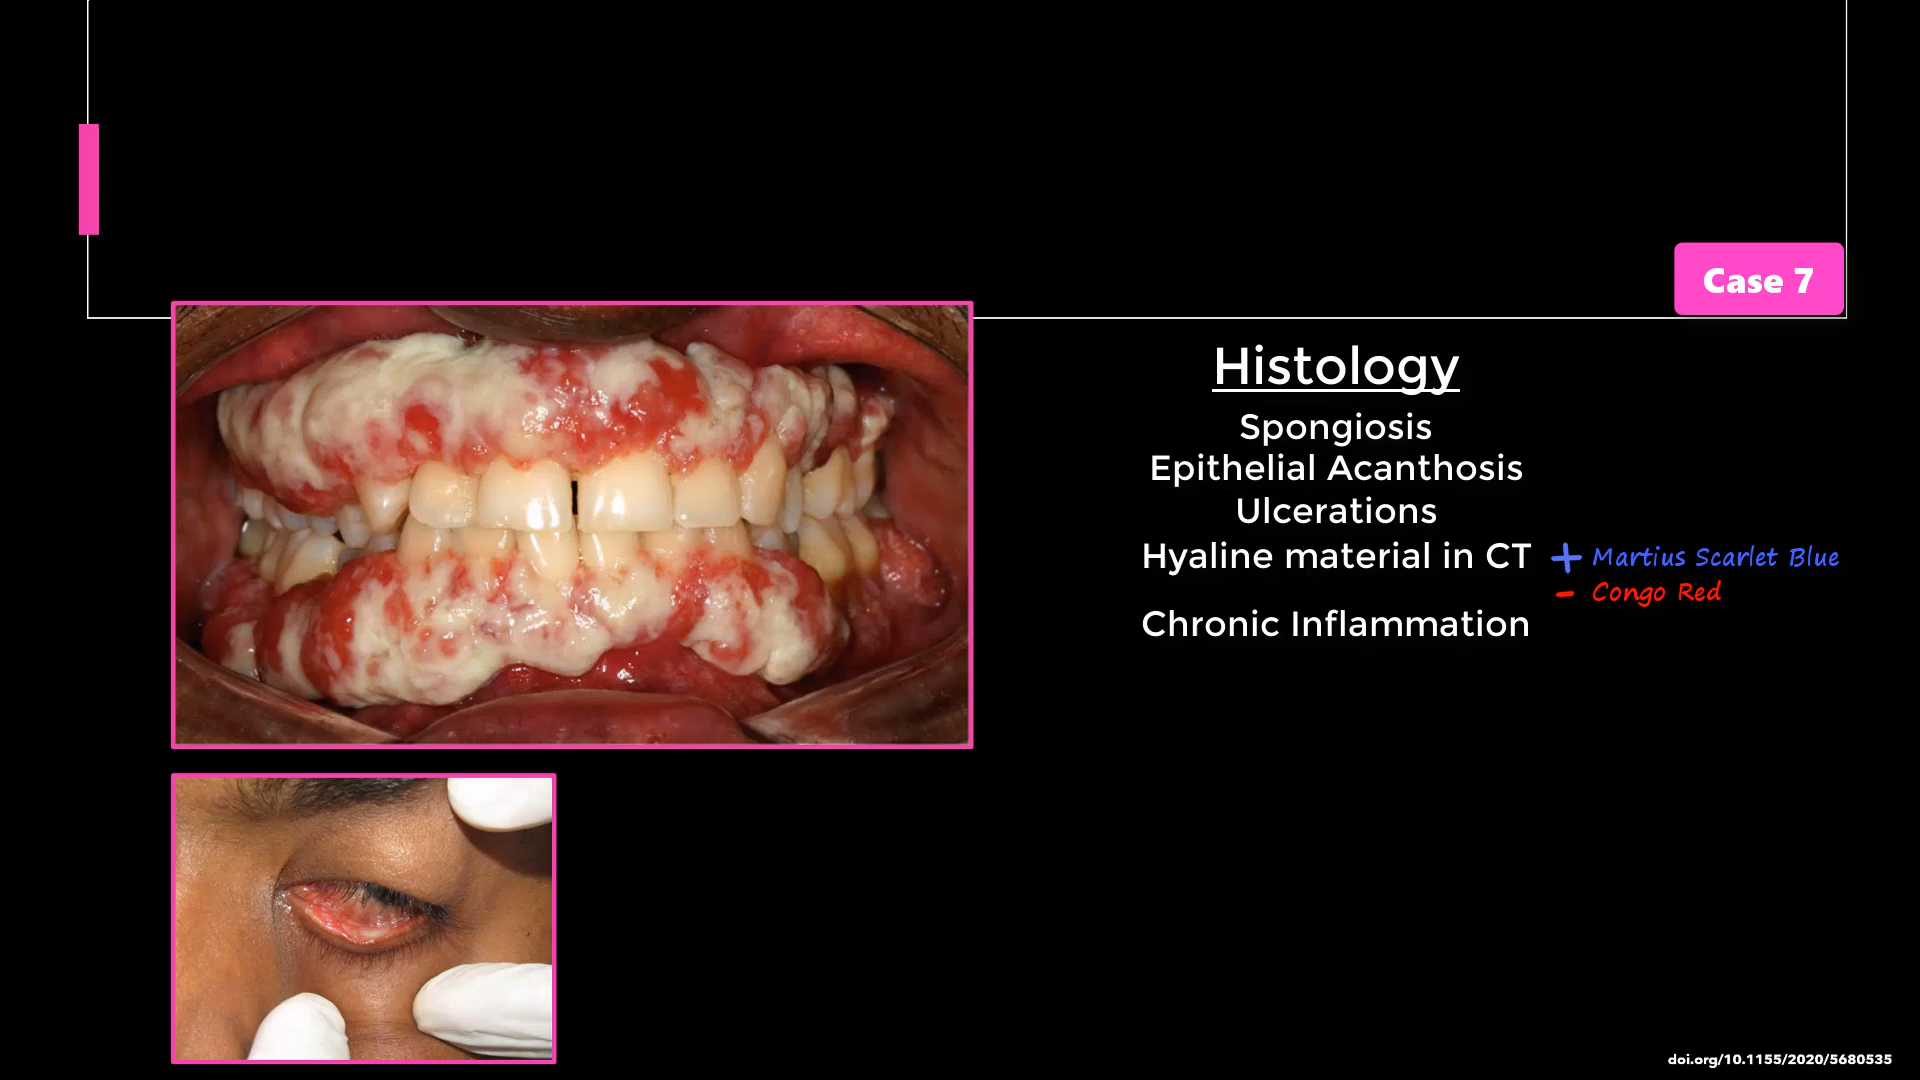 Case 7
Histology
Spongiosis
Epithelial Acanthosis
Ulcerations
Hyaline material in CT + Martius Scarlet Blue
- Congo Red
Chronic Inflammation
doi.org/10.1155/2020/5680535